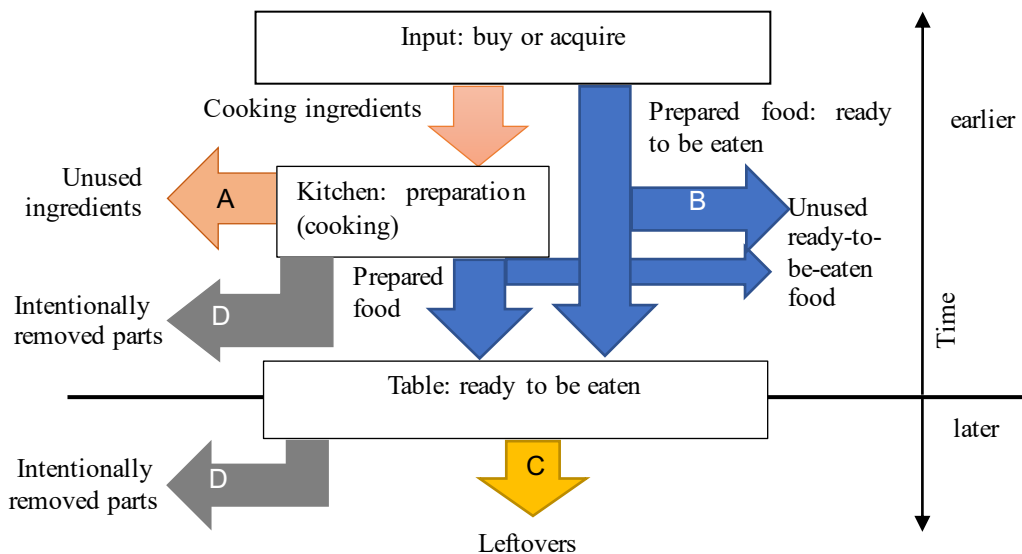 Input: buy or acquire
Cooking ingredients
Prepared food: ready
to be eaten
earlier
Unused
ingredients
A
Kitchen: preparation
(cooking)
B
Unused
ready-to-
be-eaten
food
Prepared
food
Intentionally
removed parts
D
Time
Table: ready to be eaten
later
Intentionally
removed parts
D
C
Leftovers